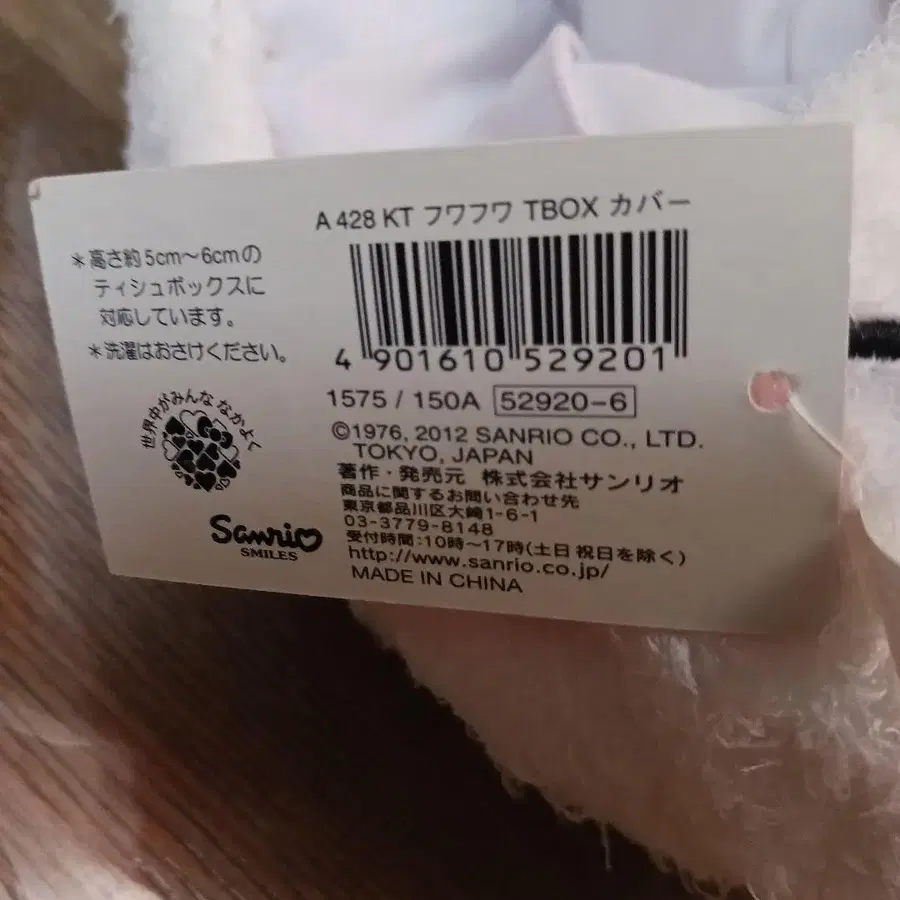 A 428 KT フワフワ TBOX カバー
*高さ約5cm〜6cmの
ティシュボックスに
対応しています。
*洗濯はおさけください。
4 901610 529201
1575 / 150A 52920-6
©1976, 2012 SANRIO CO., LTD.
TOKYO, JAPAN
著作・発売元 株式会社サンリオ
商品に関するお問い合わせ先
東京都品川区大崎1-6-1
03-3779-8148
受付時間:10時〜17時(土日 祝日を除く)
http://www.sanrio.co.jp/
MADE IN CHINA
世界中がみんな なかよく
Sanrio
SMILES